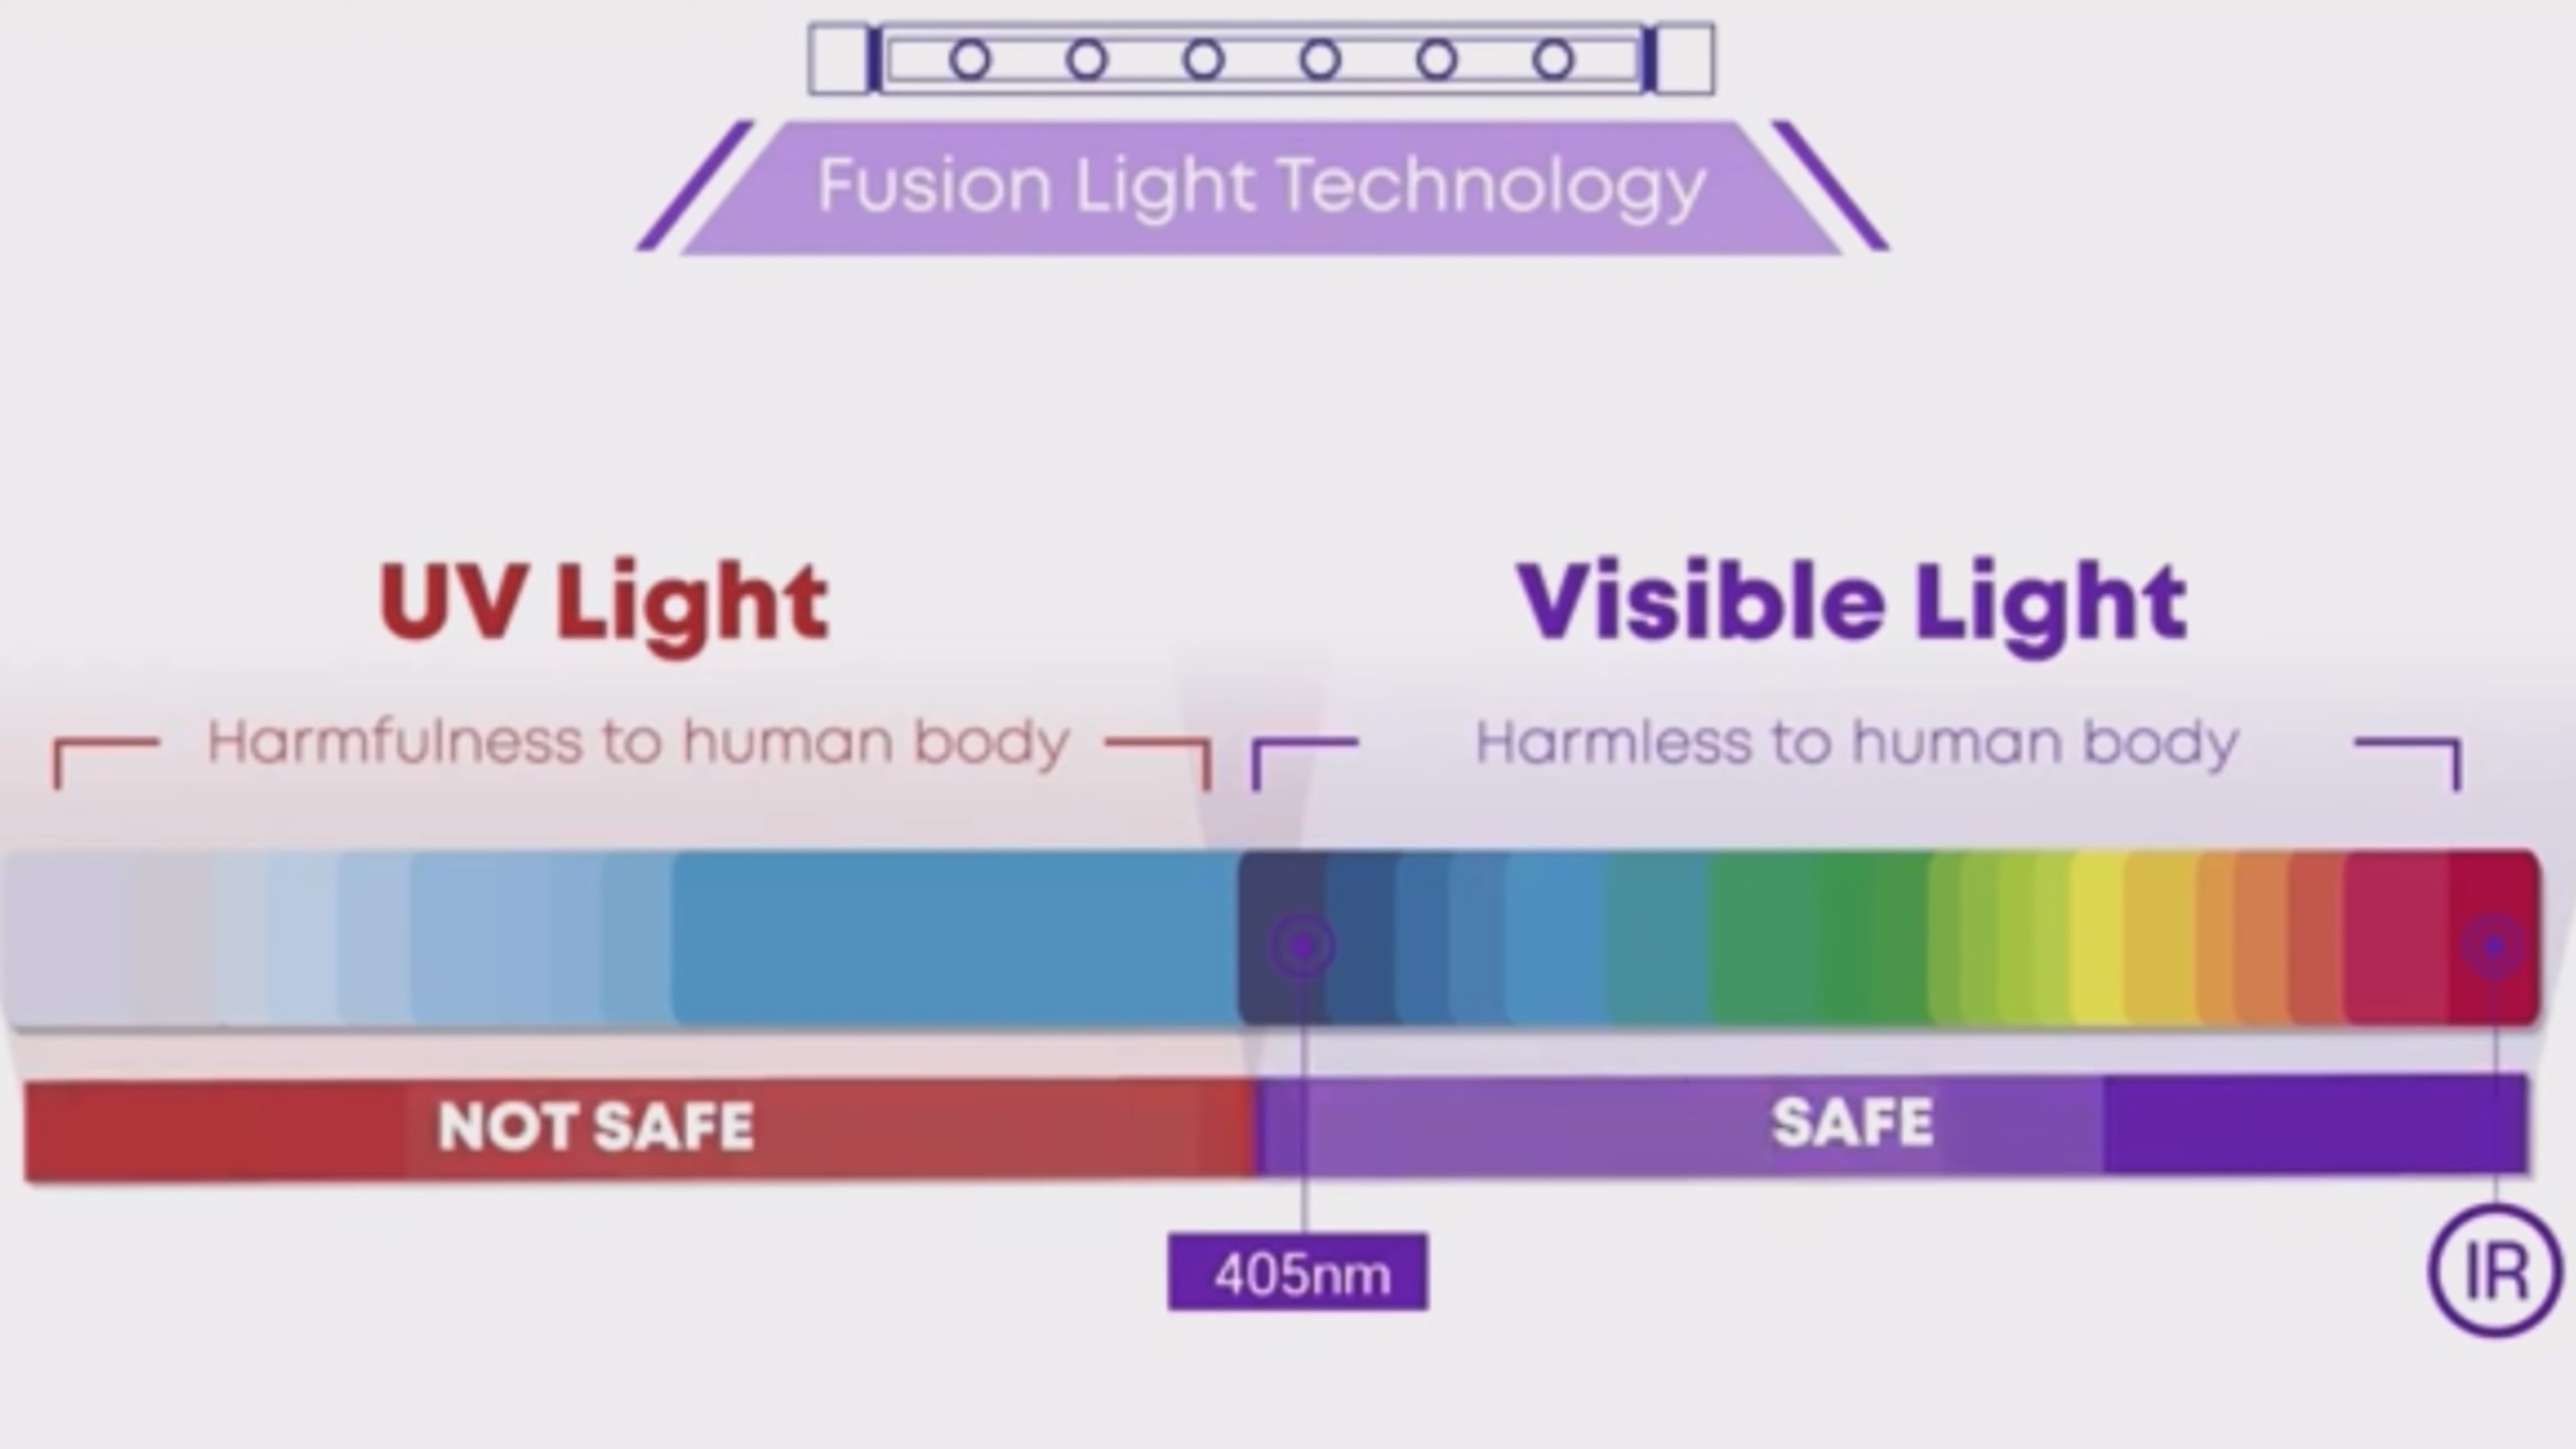 Fusion Light Technology
UV Light
Visible Light
Harmfulness to human body
Harmless to human body
NOT SAFE
SAFE
405nm
IR